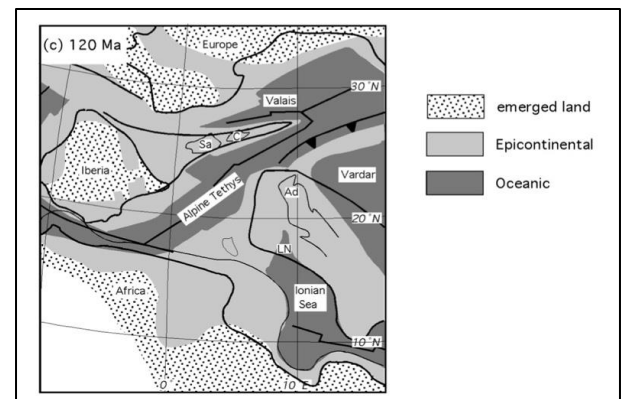 (c) 120 Ma
Europe
30°N
Valais
Sa
C
Iberia
Vardar
Ad
Alpine Tethys
20°N
LN
Africa
Ionian
Sea
10°N
0
10 E
emerged land
Epicontinental
Oceanic